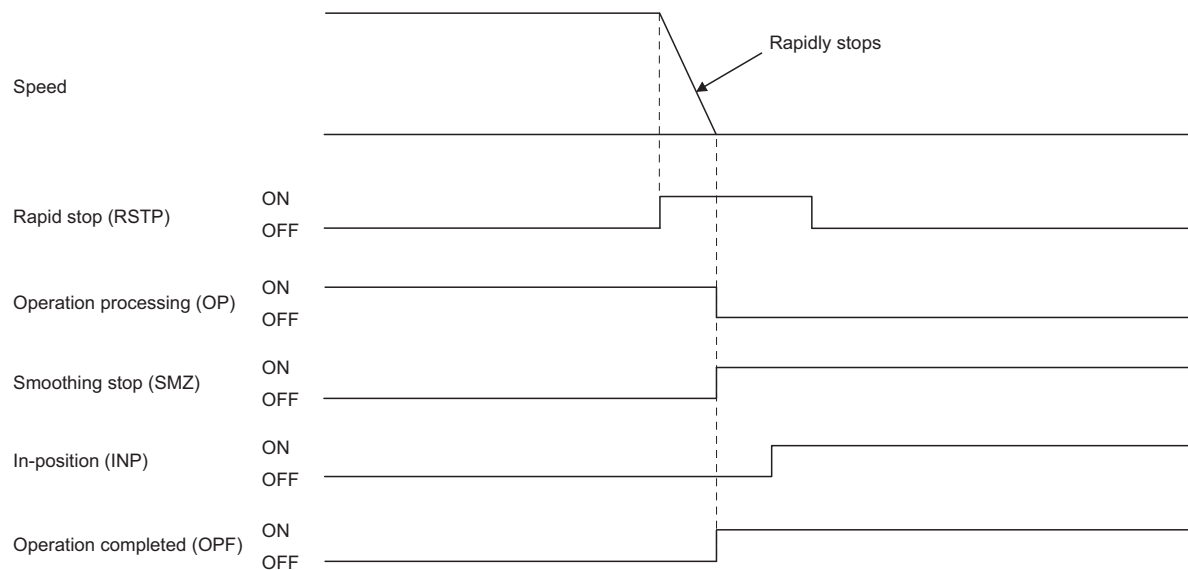 Rapidly stops
Speed
ON
Rapid stop (RSTP)
OFF
ON
Operation processing (OP)
OFF
ON
Smoothing stop (SMZ)
OFF
ON
In-position (INP)
OFF
ON
Operation completed (OPF)
OFF